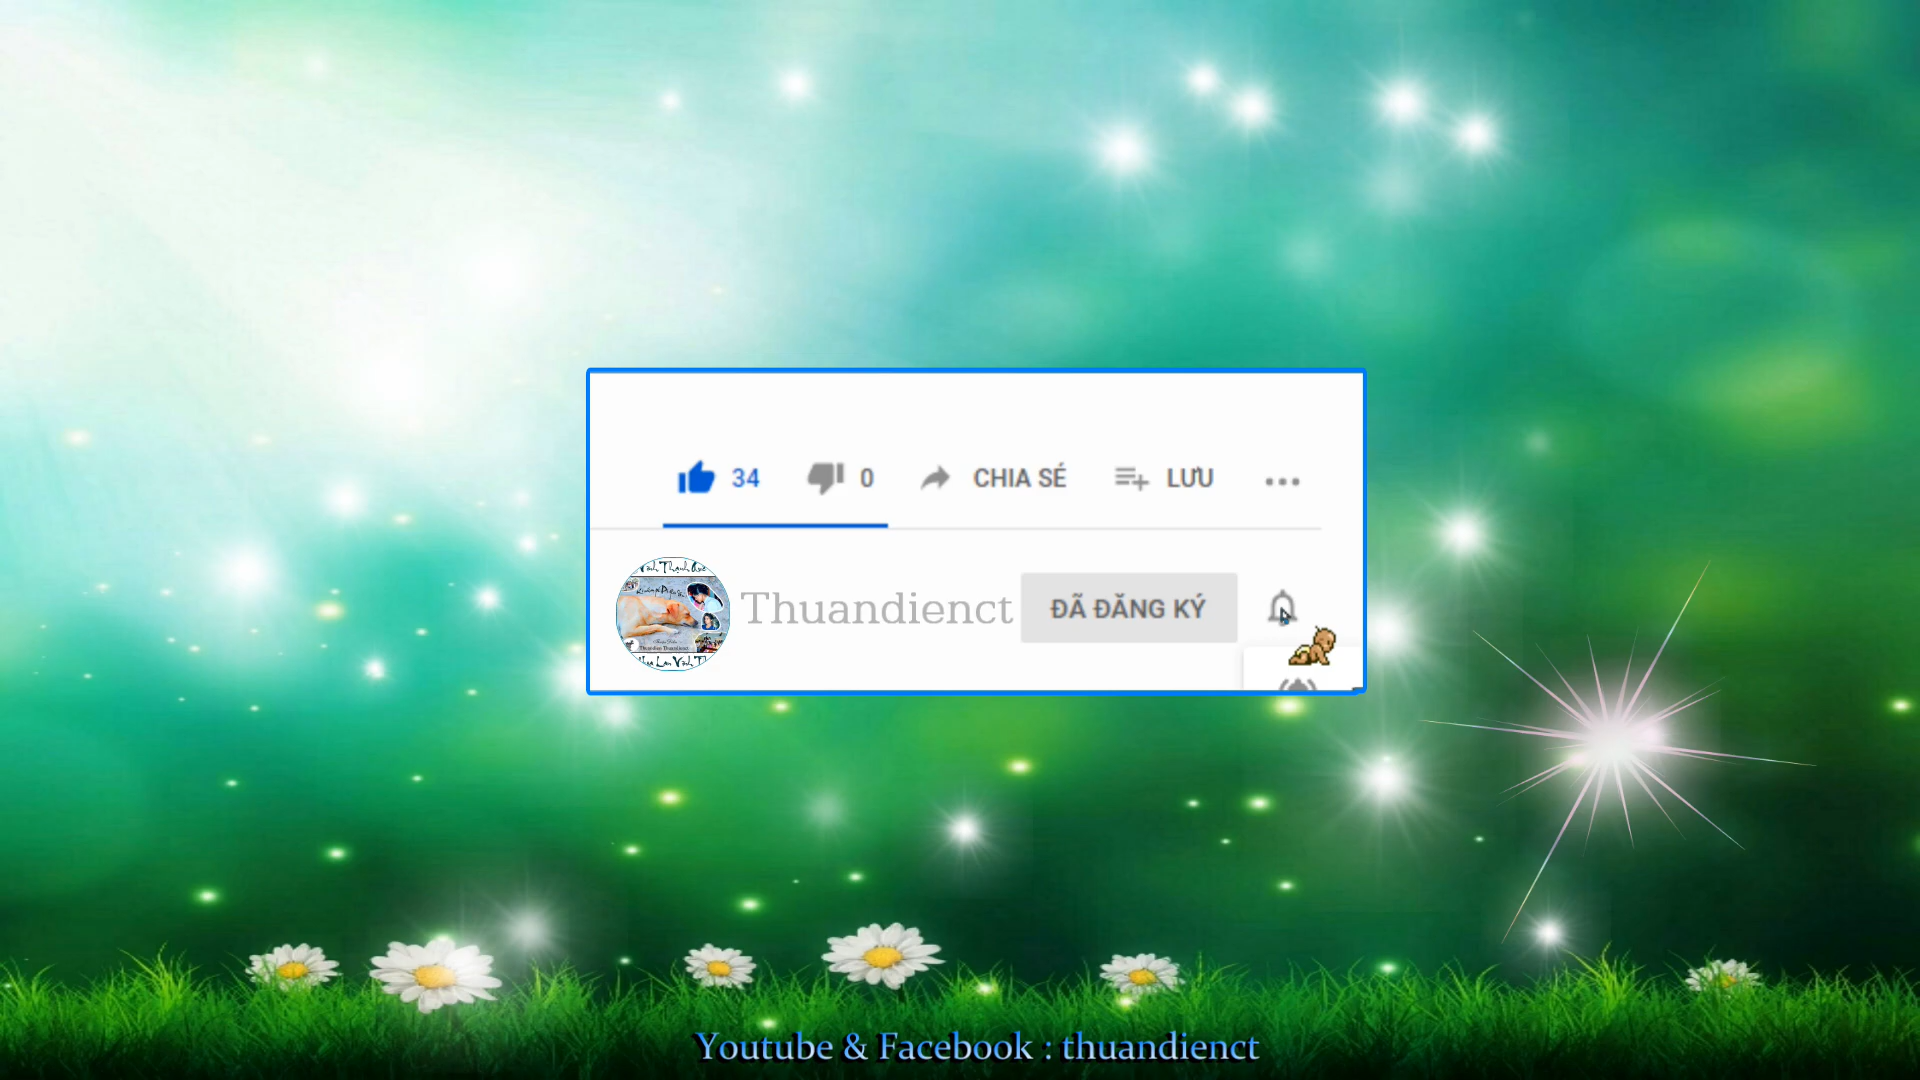 34 0 CHIA SẺ LƯU
Thuandienct ĐÃ ĐĂNG KÝ
Youtube & Facebook : thuandienct